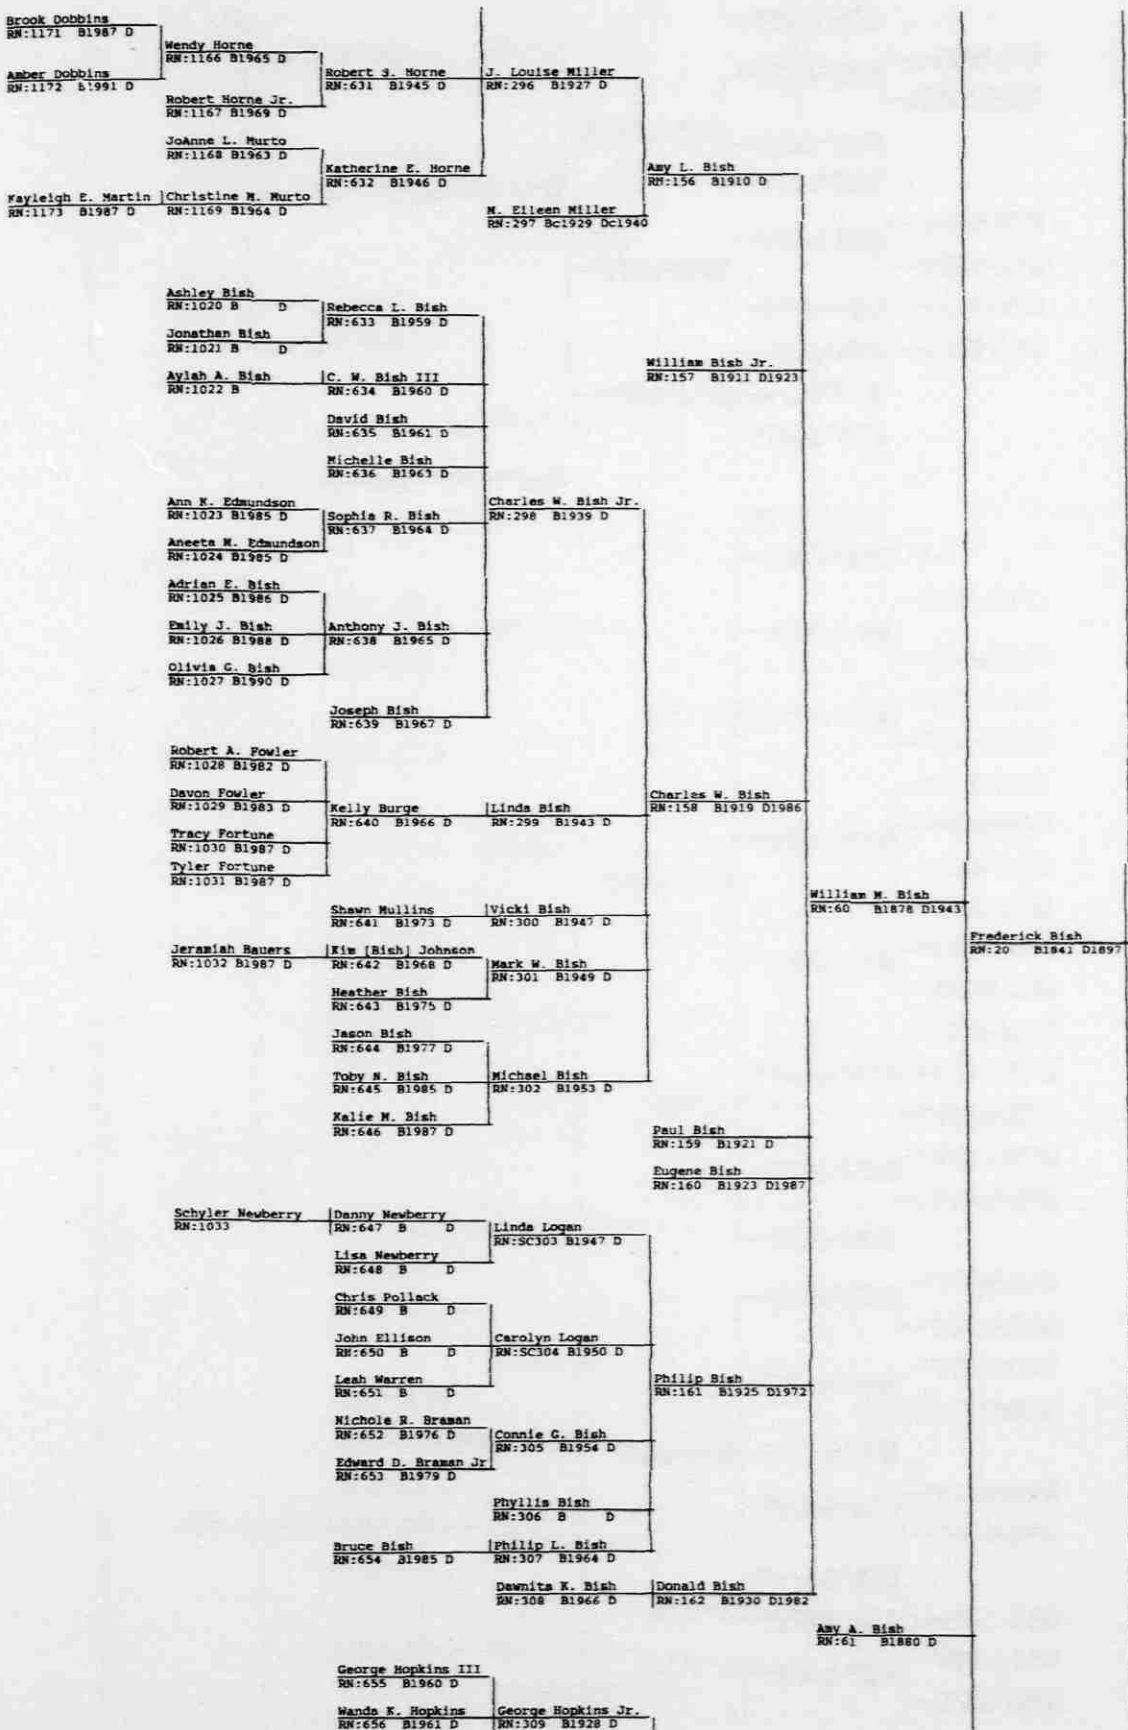 Brook Dobbins
RN:1171 B1987 D
Amber Dobbins
RN:1172 B1991 D
Kayleigh E. Martin
RN:1173 B1987 D
Wendy Horne
RN:1166 B1965 D
Robert Horne Jr.
RN:1167 B1969 D
JoAnne L. Murto
RN:1168 B1963 D
Christine M. Murto
RN:1169 B1964 D
Robert S. Horne
RN:631 B1945 D
Katherine E. Horne
RN:632 B1946 D
J. Louise Miller
RN:296 B1927 D
M. Eileen Miller
RN:297 Bc1929 Dc1940
Amy L. Bish
RN:156 B1910 D
Ashley Bish
RN:1020 B D
Jonathan Bish
RN:1021 B D
Aylah A. Bish
RN:1022 B
Ann K. Edmundson
RN:1023 B1985 D
Aneeta M. Edmundson
RN:1024 B1985 D
Adrian E. Bish
RN:1025 B1986 D
Emily J. Bish
RN:1026 B1988 D
Olivia G. Bish
RN:1027 B1990 D
Rebecca L. Bish
RN:633 B1959 D
C. W. Bish III
RN:634 B1960 D
David Bish
RN:635 B1961 D
Michelle Bish
RN:636 B1963 D
Sophia R. Bish
RN:637 B1964 D
Anthony J. Bish
RN:638 B1965 D
Joseph Bish
RN:639 B1967 D
Charles W. Bish Jr.
RN:298 B1939 D
William Bish Jr.
RN:157 B1911 D1923
Robert A. Fowler
RN:1028 B1982 D
Davon Fowler
RN:1029 B1983 D
Tracy Fortune
RN:1030 B1987 D
Tyler Fortune
RN:1031 B1987 D
Kelly Burge
RN:640 B1966 D
Linda Bish
RN:299 B1943 D
Charles W. Bish
RN:158 B1919 D1986
Shawn Mullins
RN:641 B1973 D
Vicki Bish
RN:300 B1947 D
Jeramiah Bauers
RN:1032 B1987 D
Kim [Bish] Johnson
RN:642 B1968 D
Heather Bish
RN:643 B1975 D
Mark W. Bish
RN:301 B1949 D
Jason Bish
RN:644 B1977 D
Toby N. Bish
RN:645 B1985 D
Kalie M. Bish
RN:646 B1987 D
Michael Bish
RN:302 B1953 D
William M. Bish
RN:60 B1878 D1943
Frederick Bish
RN:20 B1841 D1897
Paul Bish
RN:159 B1921 D
Eugene Bish
RN:160 B1923 D1987
Schyler Newberry
RN:1033
Danny Newberry
RN:647 B D
Lisa Newberry
RN:648 B D
Linda Logan
RN:SC303 B1947 D
Chris Pollack
RN:649 B D
John Ellison
RN:650 B D
Leah Warren
RN:651 B D
Carolyn Logan
RN:SC304 B1950 D
Philip Bish
RN:161 B1925 D1972
Nichole R. Braman
RN:652 B1976 D
Edward D. Braman Jr
RN:653 B1979 D
Connie G. Bish
RN:305 B1954 D
Phyllis Bish
RN:306 B D
Bruce Bish
RN:654 B1985 D
Philip L. Bish
RN:307 B1964 D
Dawnita K. Bish
RN:308 B1966 D
Donald Bish
RN:162 B1930 D1982
Amy A. Bish
RN:61 B1880 D
George Hopkins III
RN:655 B1960 D
Wanda K. Hopkins
RN:656 B1961 D
George Hopkins Jr.
RN:309 B1928 D